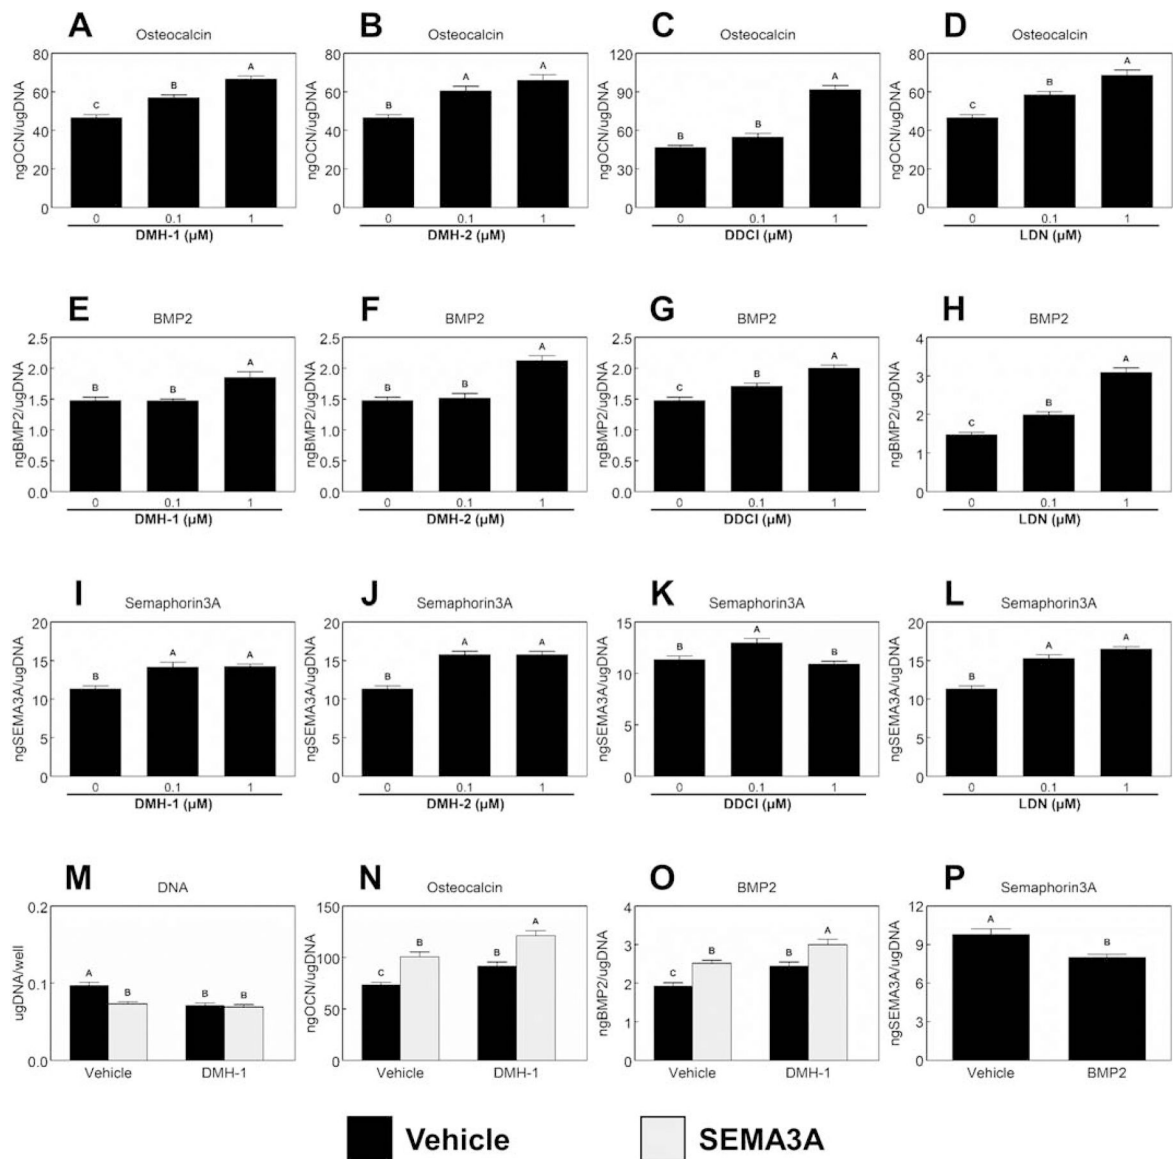 A
B
C
D
Osteocalcin
Osteocalcin
Osteocalcin
Osteocalcin
ngOCN/ugDNA
80
60
40
20
0
C
B
A
0 0.1 1
DMH-1 (µM)
ngOCN/ugDNA
80
60
40
20
0
B
A
A
0 0.1 1
DMH-2 (µM)
ngOCN/ugDNA
120
90
60
30
0
B
B
A
0 0.1 1
DDCI (µM)
ngOCN/ugDNA
80
60
40
20
0
C
B
A
0 0.1 1
LDN (µM)
E
F
G
H
BMP2
BMP2
BMP2
BMP2
ngBMP2/ugDNA
2.5
2.0
1.5
1.0
0.5
0.0
B
B
A
0 0.1 1
DMH-1 (µM)
ngBMP2/ugDNA
2.5
2.0
1.5
1.0
0.5
0.0
B
B
A
0 0.1 1
DMH-2 (µM)
ngBMP2/ugDNA
2.5
2.0
1.5
1.0
0.5
0.0
C
B
A
0 0.1 1
DDCI (µM)
ngBMP2/ugDNA
4
3
2
1
0
C
B
A
0 0.1 1
LDN (µM)
I
J
K
L
Semaphorin3A
Semaphorin3A
Semaphorin3A
Semaphorin3A
ngSEMA3A/ugDNA
20
15
10
5
0
B
A
A
0 0.1 1
DMH-1 (µM)
ngSEMA3A/ugDNA
20
15
10
5
0
B
A
A
0 0.1 1
DMH-2 (µM)
ngSEMA3A/ugDNA
15
10
5
0
B
A
B
0 0.1 1
DDCI (µM)
ngSEMA3A/ugDNA
20
15
10
5
0
B
A
A
0 0.1 1
LDN (µM)
M
N
O
P
DNA
Osteocalcin
BMP2
Semaphorin3A
ugDNA/well
0.2
0.1
0.0
A
B
B
B
Vehicle DMH-1
ngOCN/ugDNA
150
100
50
0
C
B
B
A
Vehicle DMH-1
ngBMP2/ugDNA
4
3
2
1
0
C
B
B
A
Vehicle DMH-1
ngSEMA3A/ugDNA
12
9
6
3
0
A
B
Vehicle BMP2
Vehicle
SEMA3A